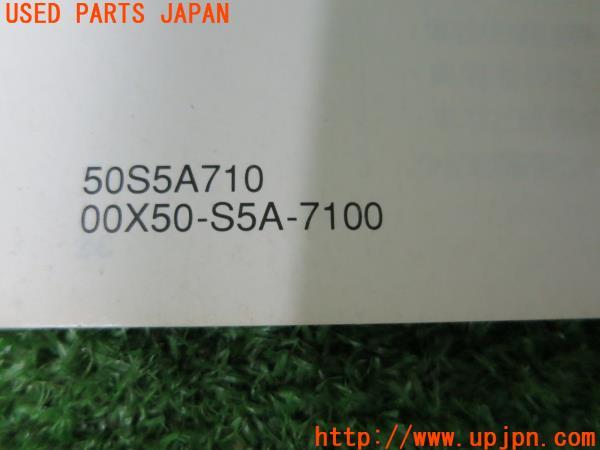 USED PARTS JAPAN
50S5A710
00X50-S5A-7100
http://www.upjpn.com